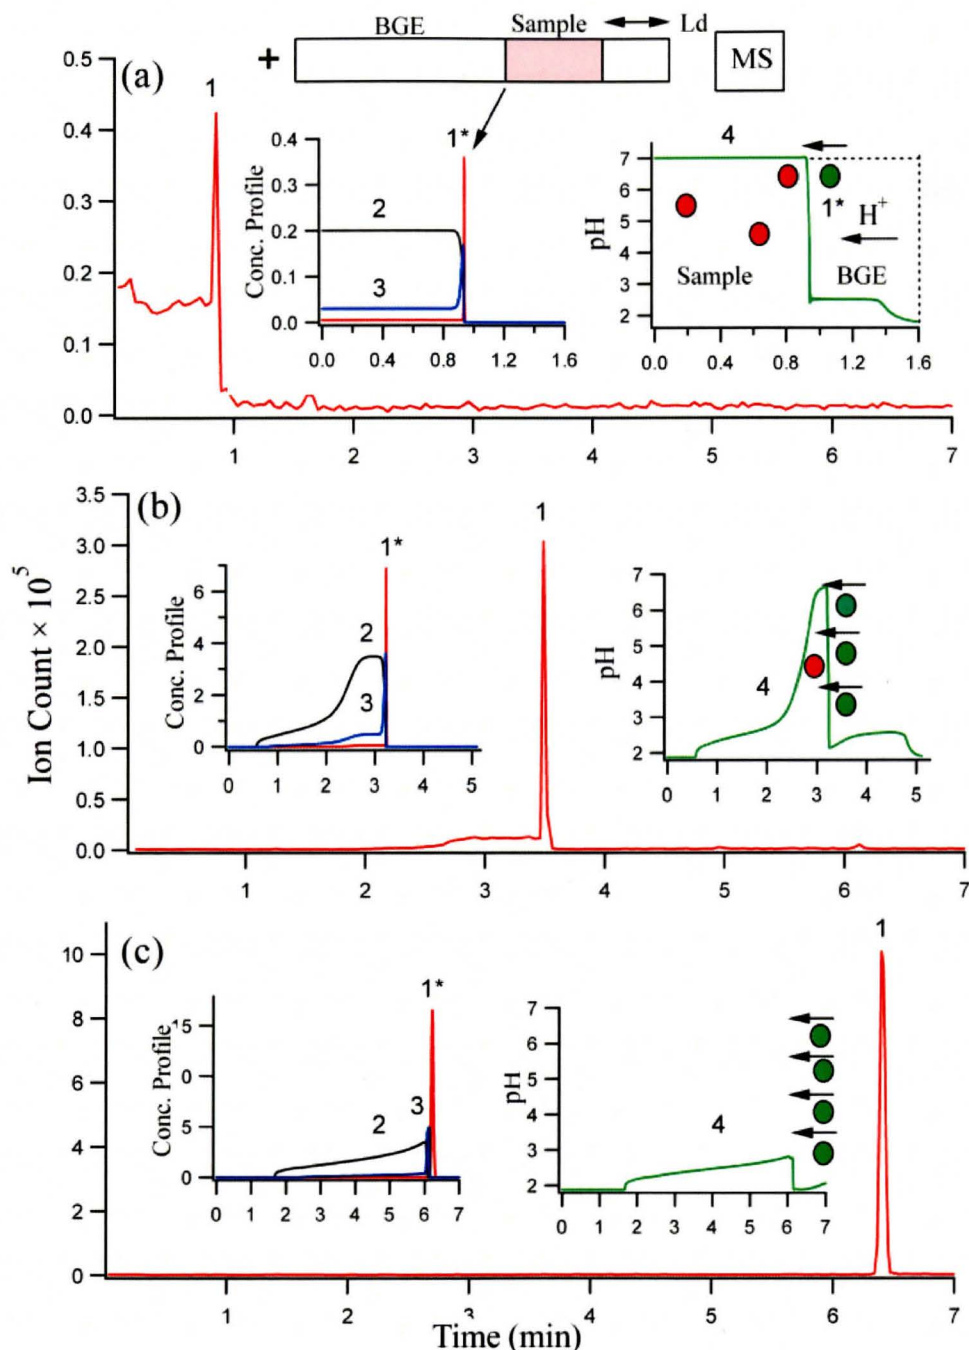 BGE Sample Ld
+ MS
(a)
1
0.5
0.4
0.3
0.2
0.1
0.0
1 2 3 4 5 6 7
1*
Conc. Profile
0.4
0.3
0.2
0.1
0.0
2
3
0.0 0.4 0.8 1.2 1.6
pH
7
6
5
4
3
2
4
1*
H+
Sample BGE
0.0 0.4 0.8 1.2 1.6
(b)
1
Ion Count × 10⁵
3.5
3.0
2.5
2.0
1.5
1.0
0.5
0.0
1 2 3 4 5 6 7
1*
Conc. Profile
6
4
2
0
2
3
0 1 2 3 4 5
pH
7
6
5
4
3
2
4
0 1 2 3 4 5
(c)
1
10
8
6
4
2
0
1 2 3 4 5 6 7
Time (min)
1*
Conc. Profile
15
0
5
0
2
3
0 1 2 3 4 5 6 7
pH
7
6
5
4
3
2
4
0 1 2 3 4 5 6 7